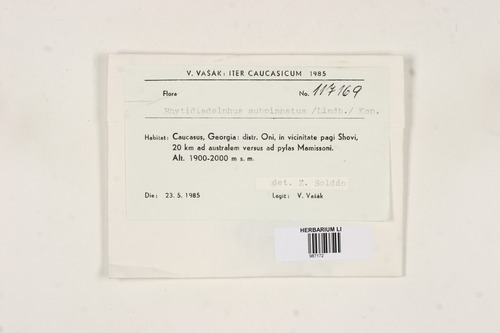 V. VAŠÁK: ITER CAUCASICUM 1985
Flora No. 117169
Rhytidiadelphus subpinnatus /Lindb./ Kop.
Habitat: Caucasus, Georgia: distr. Oni, in vicinitate pagi Shovi,
20 km ad australem versus ad pylas Mamissoni.
Alt. 1900-2000 m s. m.
det. Z. Soldán
Die: 23. 5. 1985 Legit: V. Vašák
HERBARIUM LI
987172